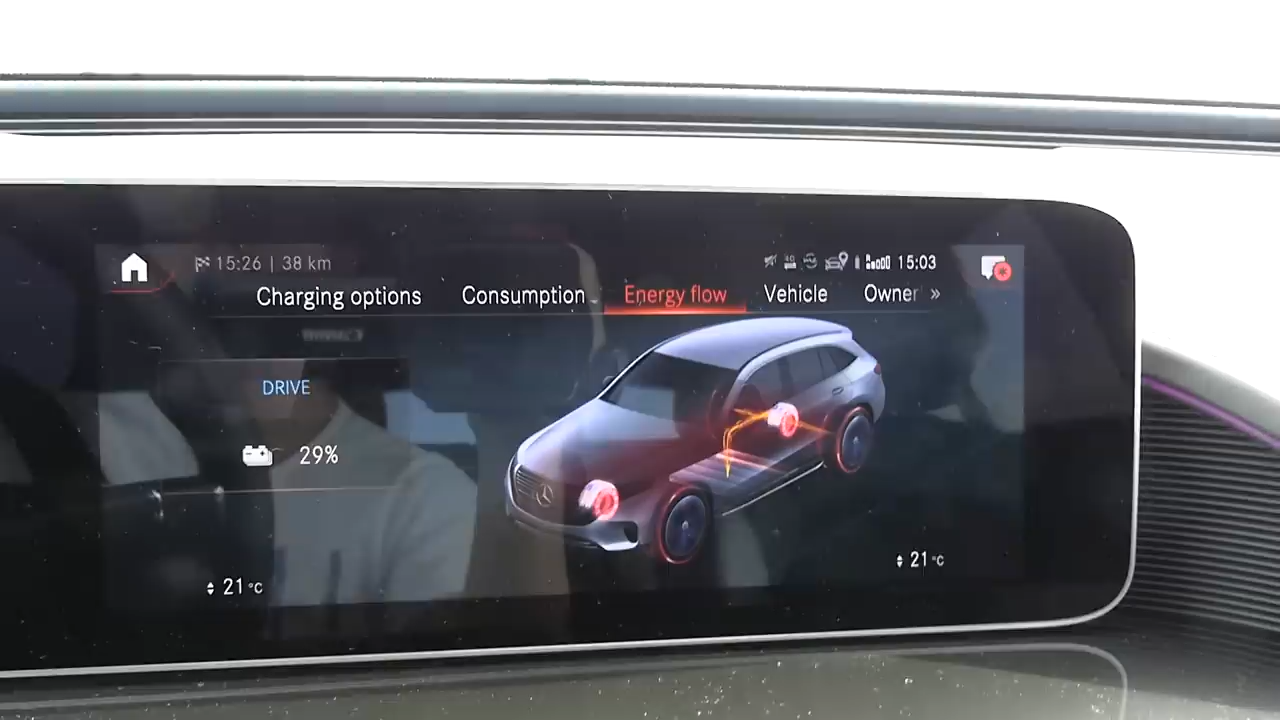 15:26 | 38 km
15:03
Charging options Consumption Energy flow Vehicle Owner »
DRIVE
29%
21 °C
21 °C